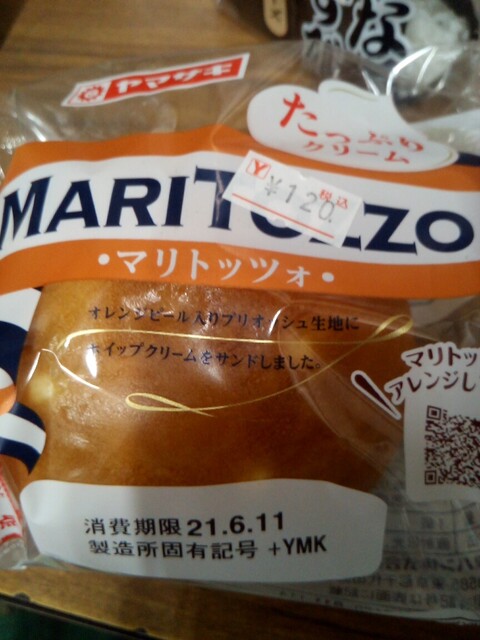 ヤマザキ
たっぷり
クリーム
¥120.税込
MARITOZZO
・マリトッツォ・
オレンジピール入りブリオッシュ生地に
ホイップクリームをサンドしました。
マリトッ
アレンジし
消費期限 21.6.11
製造所固有記号 +YMK